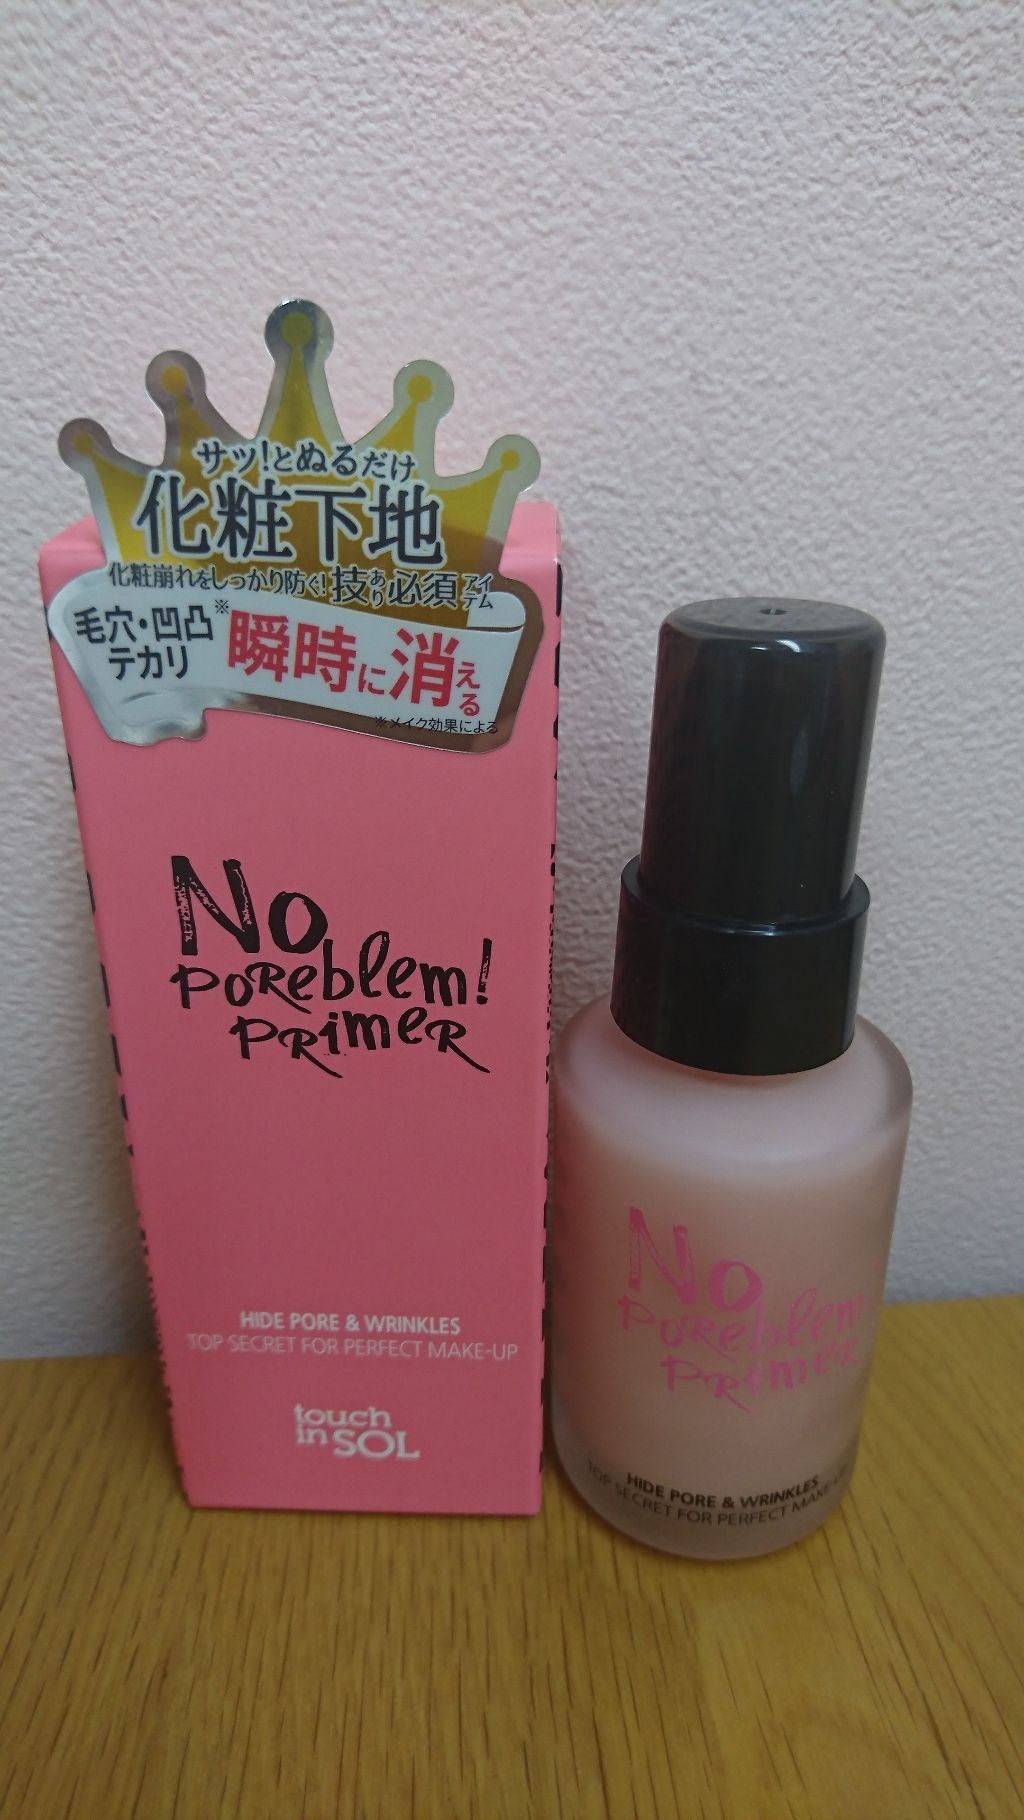 サッ!とぬるだけ
化粧下地
化粧崩れをしっかり防ぐ!技あり必須アイテム
毛穴・凹凸※
テカリ
瞬時に消える
※メイク効果による
No
Poreblem!
Primer
HIDE PORE & WRINKLES
TOP SECRET FOR PERFECT MAKE-UP
touch
in SOL
No
Poreblem
Primer
HIDE PORE & WRINKLES
TOP SECRET FOR PERFECT MAKE-U